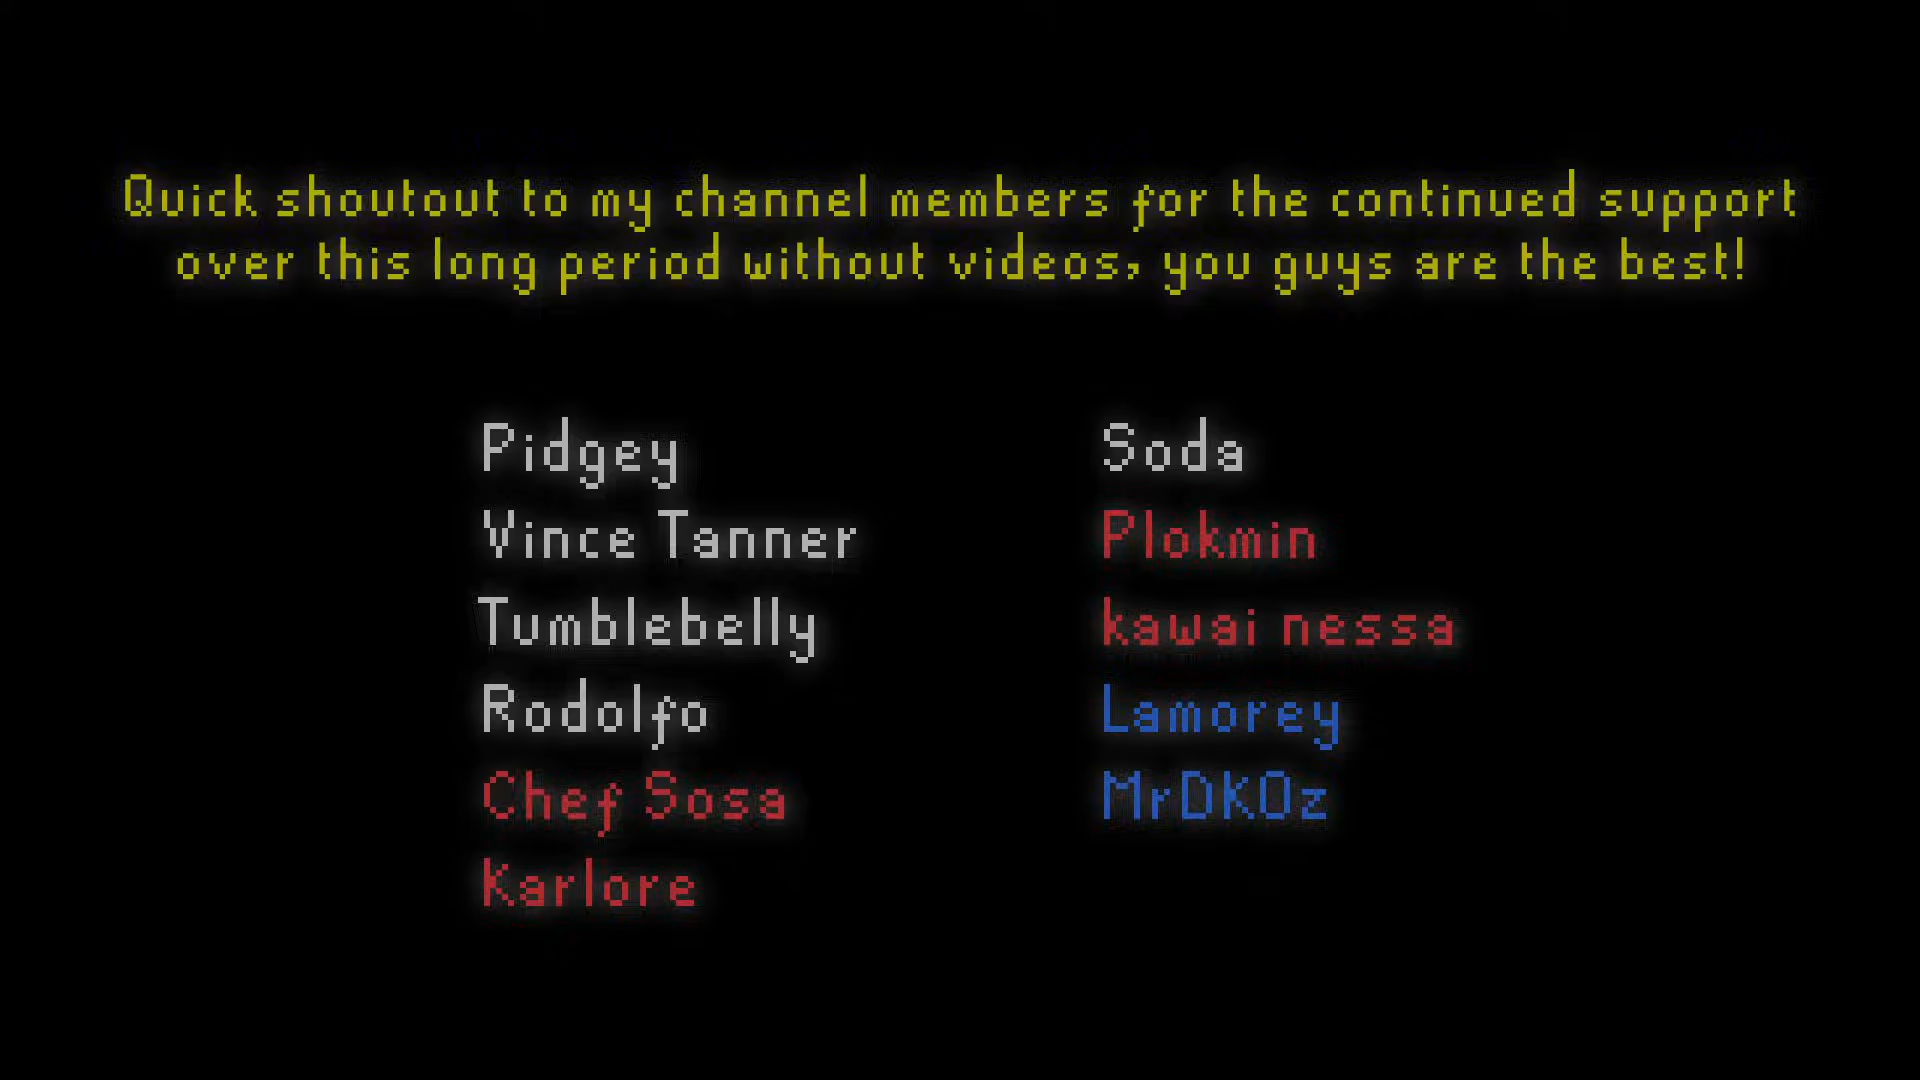 Quick shoutout to my channel members for the continued support
over this long period without videos, you guys are the best!
Pidgey
Vince Tanner
Tumblebelly
Rodolfo
Chef Sosa
Karlore
Soda
Plokmin
kawai nessa
Lamorey
MrDKOz